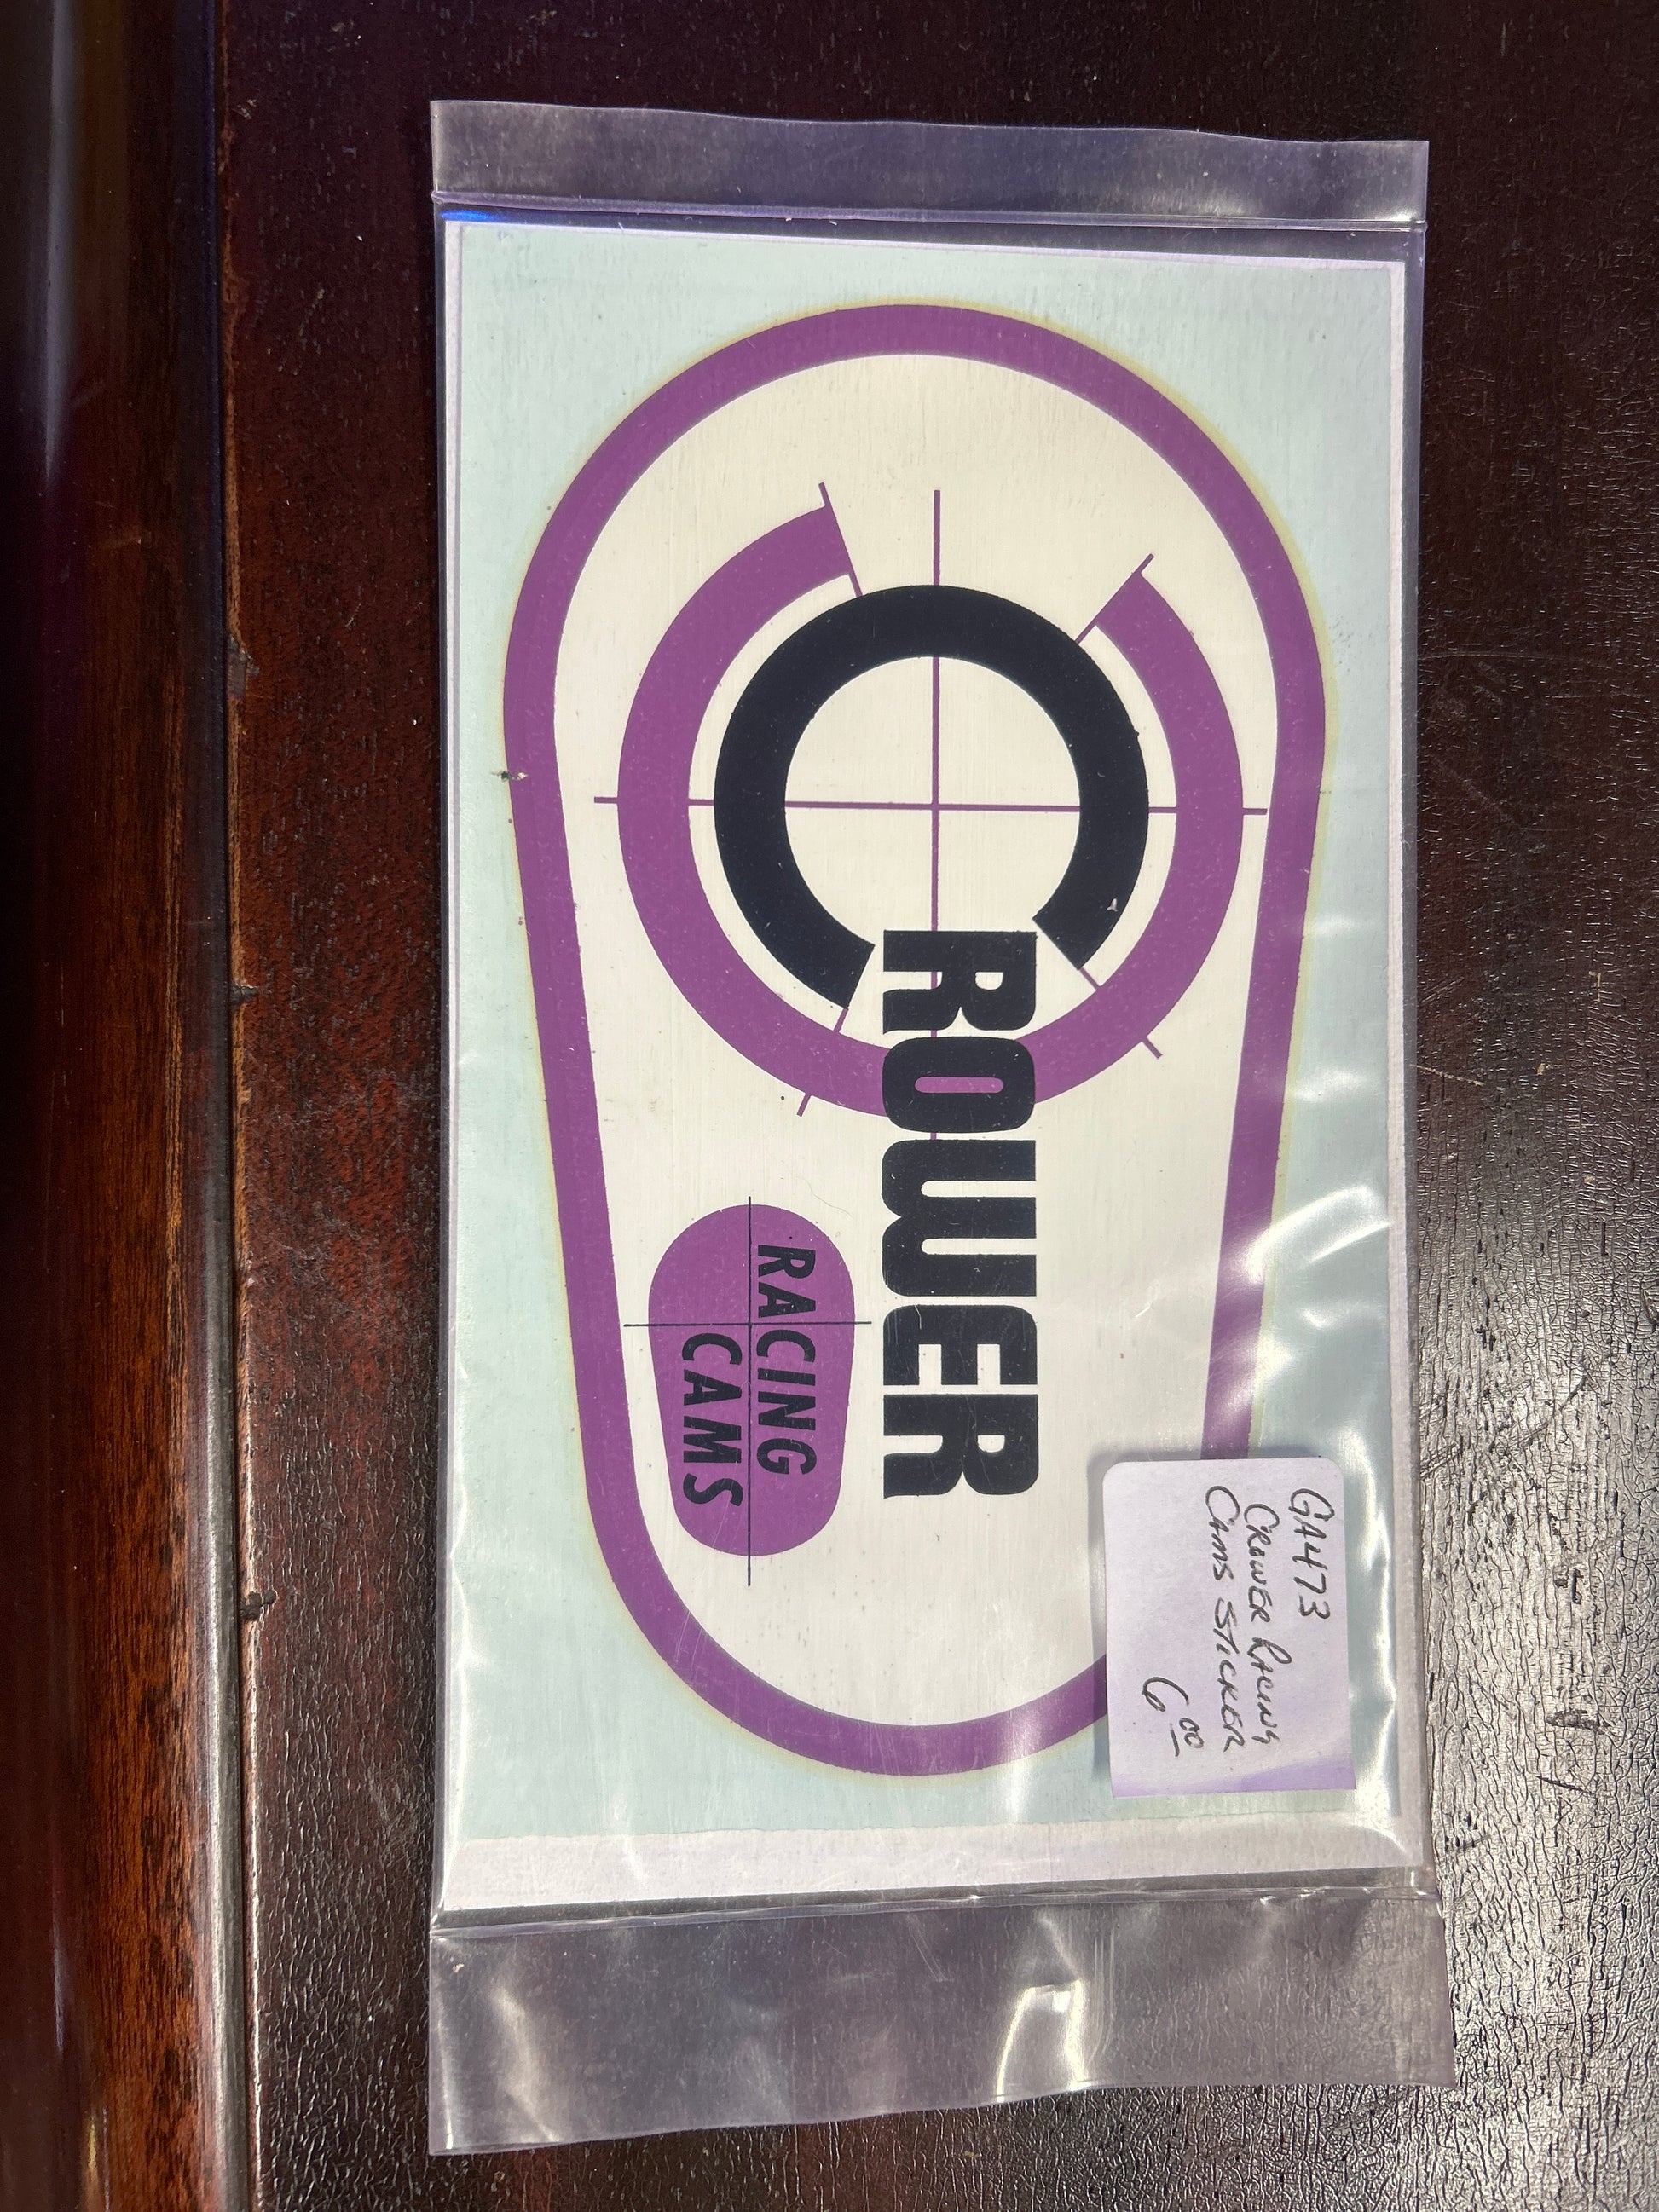 CROWER
RACING
CAMS
GA473
CROWER RACING
CAMS STICKER
6.00